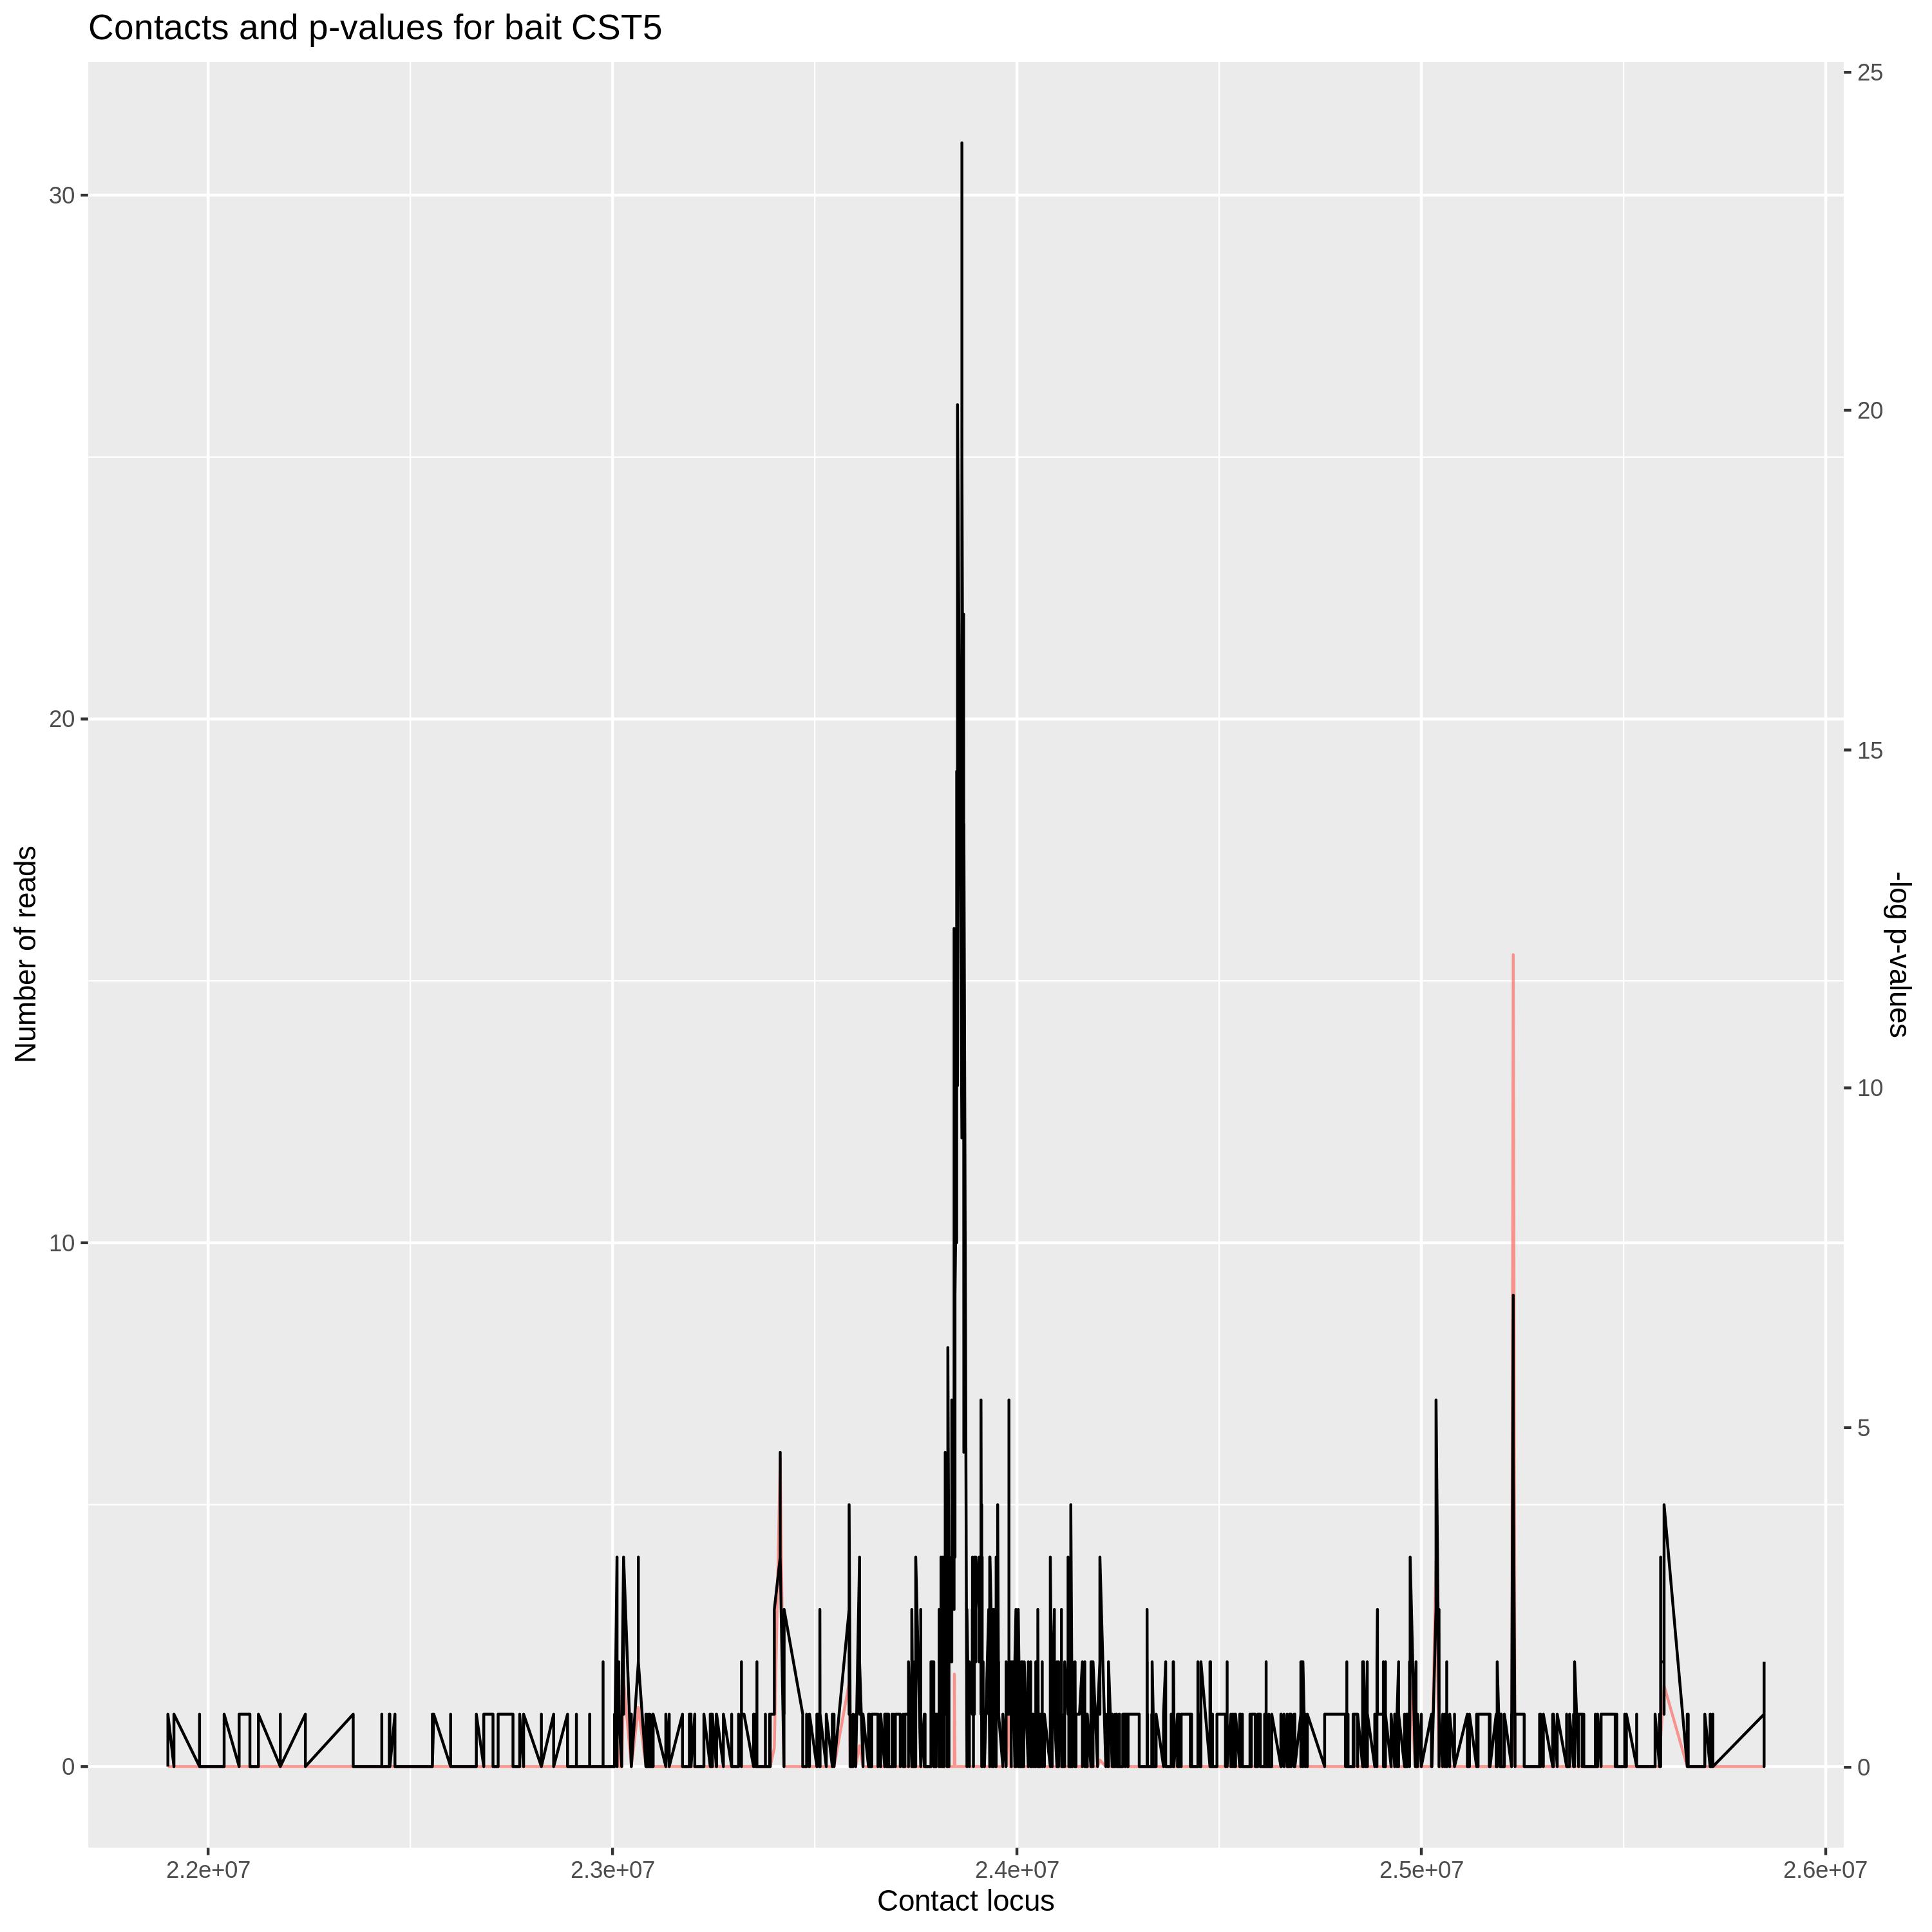 Contacts and p-values for bait CST5
Number of reads
30
20
10
0
25
20
15
10
5
0
-log p-values
2.2e+07
2.3e+07
2.4e+07
2.5e+07
2.6e+07
Contact locus